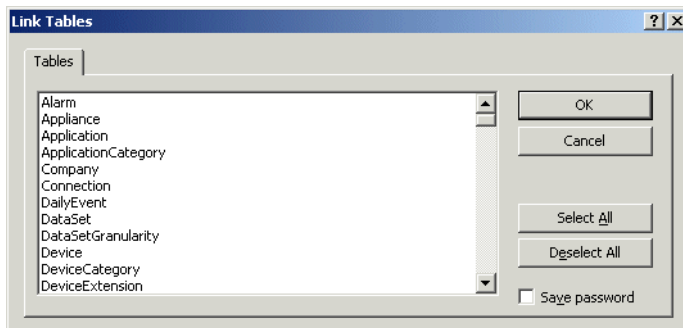 Link Tables
Tables
Alarm
Appliance
Application
ApplicationCategory
Company
Connection
DailyEvent
DataSet
DataSetGranularity
Device
DeviceCategory
DeviceExtension
OK
Cancel
Select All
Deselect All
Save password